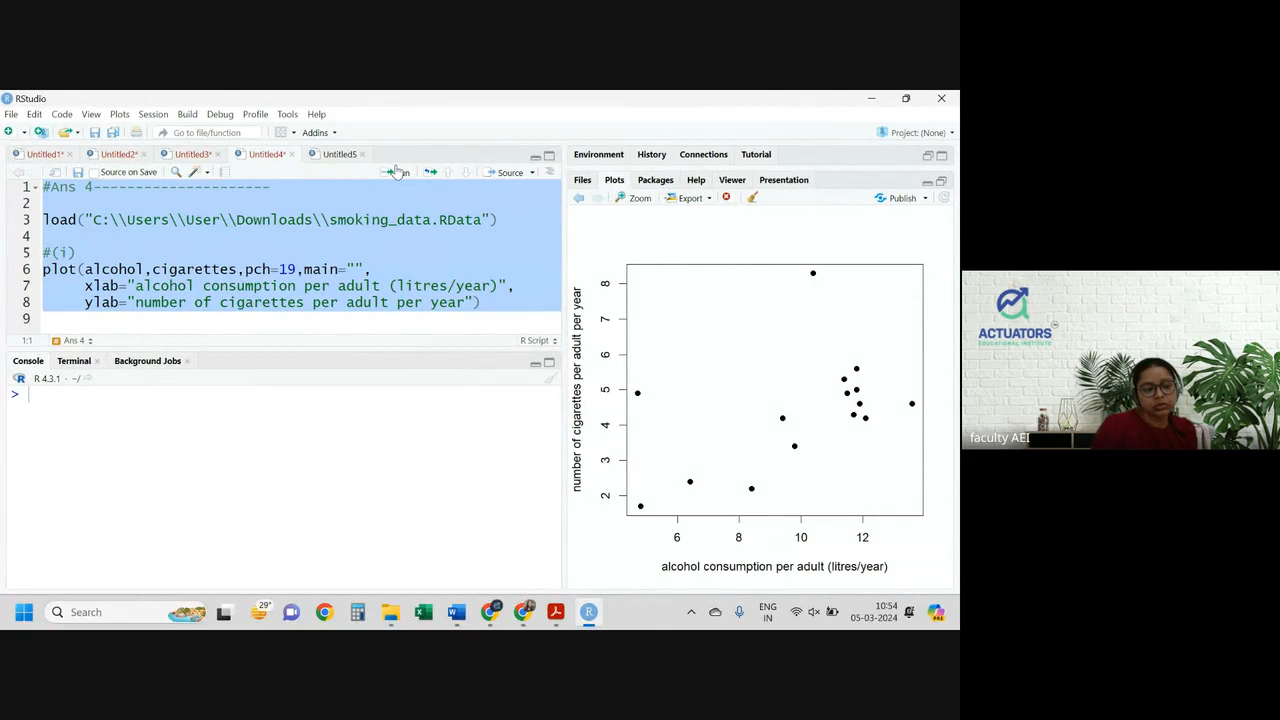 RStudio
File Edit Code View Plots Session Build Debug Profile Tools Help
Go to file/function Addins Project: (None)
Untitled1* Untitled2* Untitled3* Untitled4* Untitled5
Source on Save Source
1 #Ans 4---------------------
2
3 load("C:\\Users\\User\\Downloads\\smoking_data.RData")
4
5 #(i)
6 plot(alcohol,cigarettes,pch=19,main="",
7 xlab="alcohol consumption per adult (litres/year)",
8 ylab="number of cigarettes per adult per year")
9
1:1 Ans 4 R Script
Console Terminal Background Jobs
R 4.3.1 · ~/
>
Environment History Connections Tutorial
Files Plots Packages Help Viewer Presentation
Zoom Export Publish
number of cigarettes per adult per year
8
7
6
5
4
3
2
6 8 10 12
alcohol consumption per adult (litres/year)
ACTUATORS
EDUCATIONAL INSTITUTE
faculty AEI
Search
29°
ENG
IN
10:54
05-03-2024